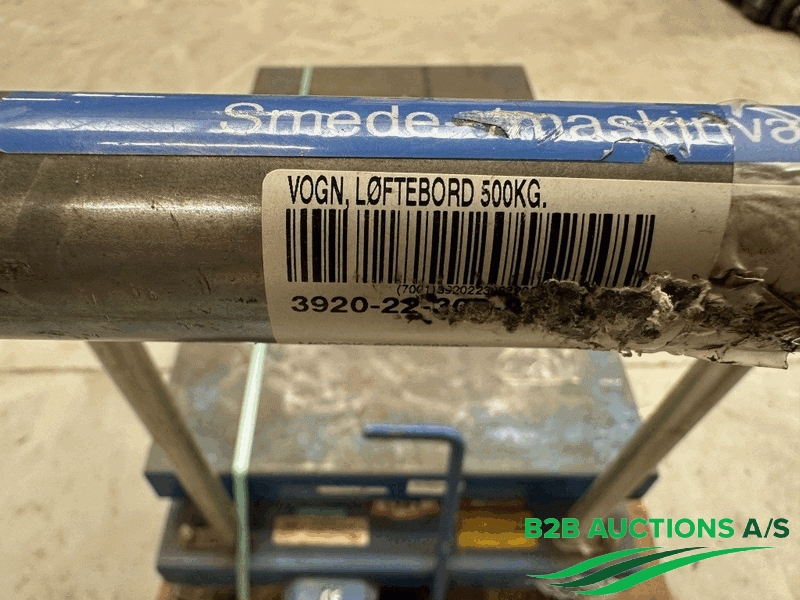 Smede
VOGN, LØFTEBORD 500KG.
3920-22-
B2B AUCTIONS A/S